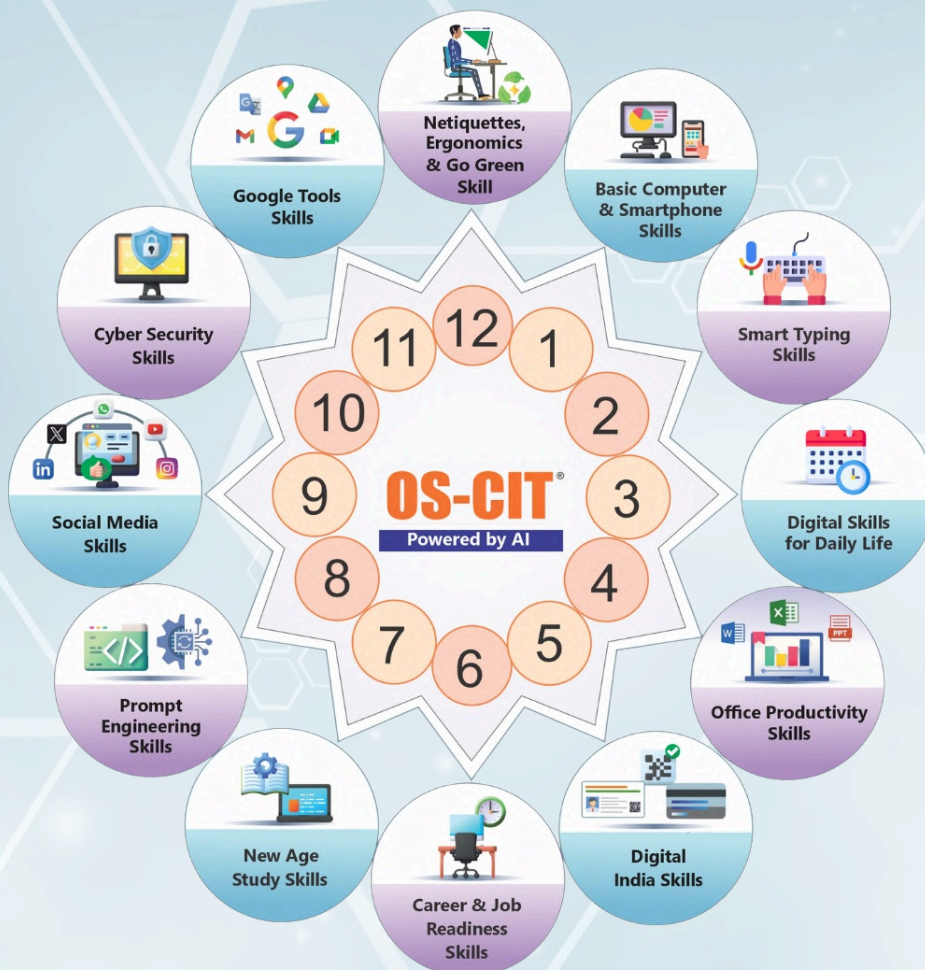 Netiquettes,
Ergonomics
& Go Green
Skill
Basic Computer
& Smartphone
Skills
Smart Typing
Skills
Digital Skills
for Daily Life
W
X
PPT
Office Productivity
Skills
Digital
India Skills
Career & Job
Readiness
Skills
New Age
Study Skills
</>
Prompt
Engineering
Skills
X
in
Social Media
Skills
Cyber Security
Skills
G
Google Tools
Skills
12
1
2
3
4
5
6
7
8
9
10
11
OS-CIT®
Powered by AI